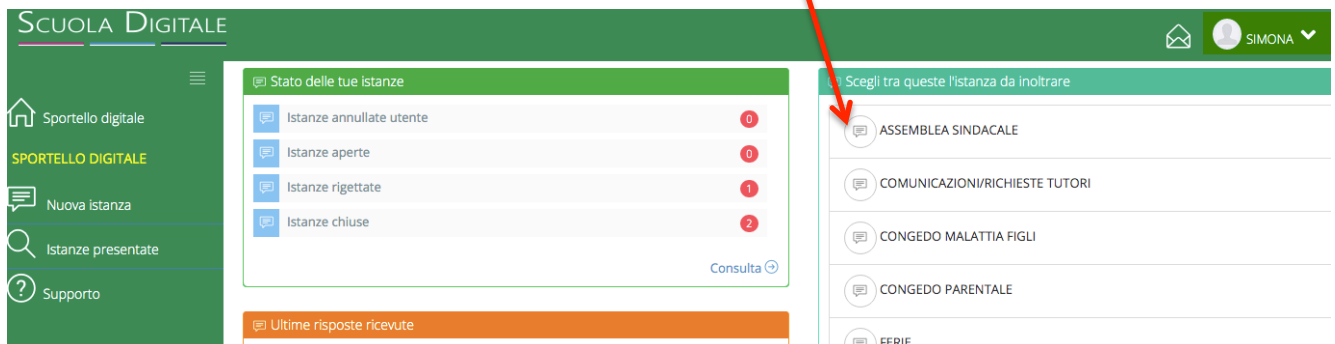 SCUOLA DIGITALE
SIMONA
Sportello digitale
SPORTELLO DIGITALE
Nuova istanza
Istanze presentate
Supporto
Stato delle tue istanze
Istanze annullate utente 0
Istanze aperte 0
Istanze rigettate 1
Istanze chiuse 2
Consulta
Ultime risposte ricevute
Scegli tra queste l'istanza da inoltrare
ASSEMBLEA SINDACALE
COMUNICAZIONI/RICHIESTE TUTORI
CONGEDO MALATTIA FIGLI
CONGEDO PARENTALE
FERIE